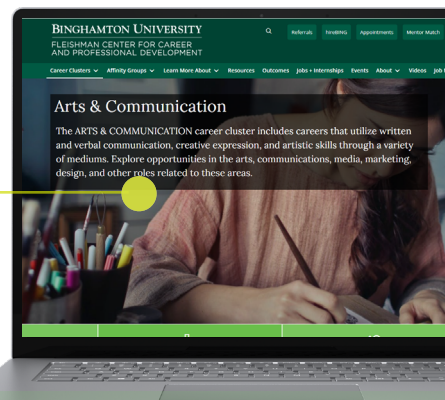 BINGHAMTON UNIVERSITY
FLEISHMAN CENTER FOR CAREER
AND PROFESSIONAL DEVELOPMENT
Referrals hireBING Appointments Mentor Match
Career Clusters Affinity Groups Learn More About Resources Outcomes Jobs + Internships Events About Videos Job
Arts & Communication
The ARTS & COMMUNICATION career cluster includes careers that utilize written
and verbal communication, creative expression, and artistic skills through a variety
of mediums. Explore opportunities in the arts, communications, media, marketing,
design, and other roles related to these areas.